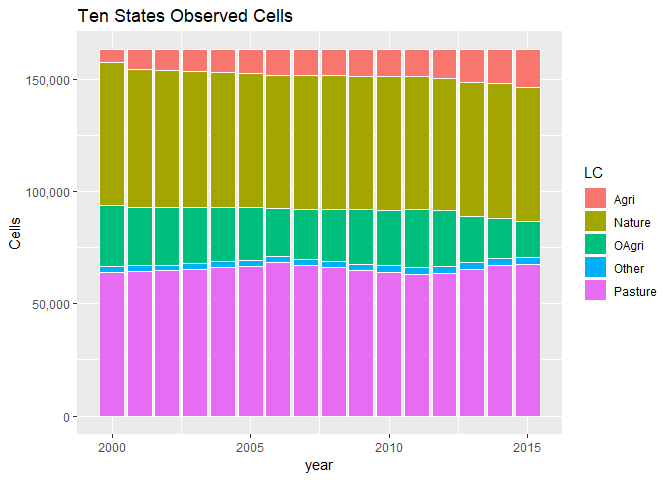 Ten States Observed Cells
150,000
100,000
50,000
0
Cells
2000
2005
2010
2015
year
LC
Agri
Nature
OAgri
Other
Pasture